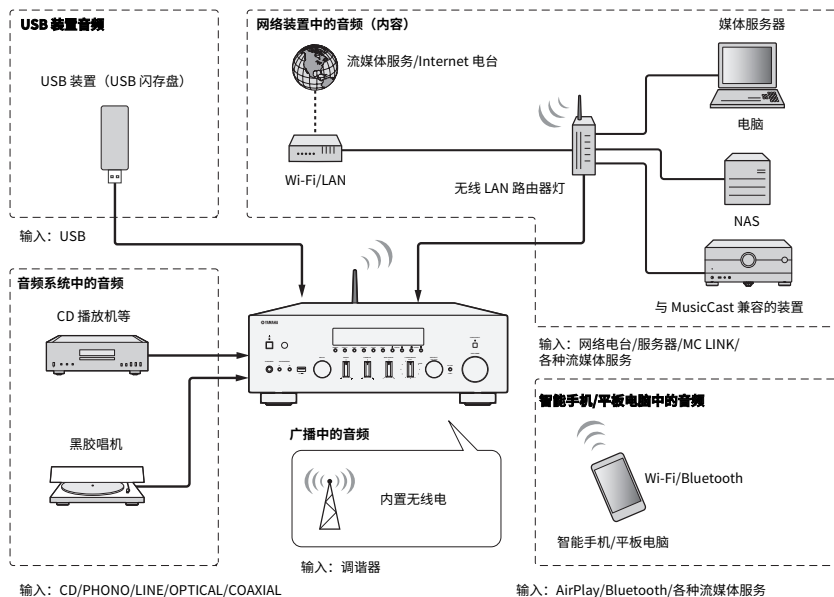 USB 装置音频
USB 装置（USB 闪存盘）
输入：USB
网络装置中的音频（内容）
流媒体服务/Internet 电台
Wi-Fi/LAN
无线 LAN 路由器灯
媒体服务器
电脑
NAS
与 MusicCast 兼容的装置
输入：网络电台/服务器/MC LINK/
各种流媒体服务
音频系统中的音频
CD 播放机等
黑胶唱机
输入：CD/PHONO/LINE/OPTICAL/COAXIAL
YAMAHA
广播中的音频
内置无线电
输入：调谐器
智能手机/平板电脑中的音频
Wi-Fi/Bluetooth
智能手机/平板电脑
输入：AirPlay/Bluetooth/各种流媒体服务